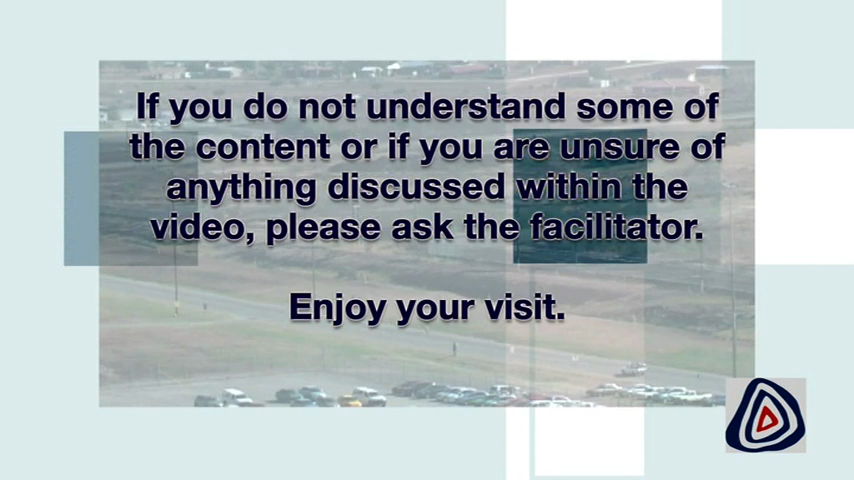 If you do not understand some of
the content or if you are unsure of
anything discussed within the
video, please ask the facilitator.
Enjoy your visit.